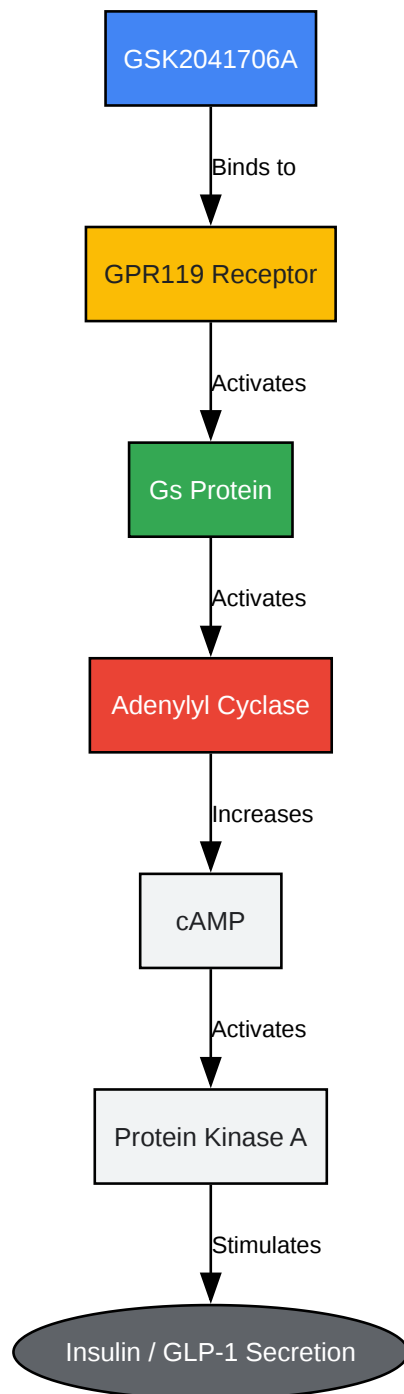 GSK2041706A
Binds to
GPR119 Receptor
Activates
Gs Protein
Activates
Adenylyl Cyclase
Increases
cAMP
Activates
Protein Kinase A
Stimulates
Insulin / GLP-1 Secretion